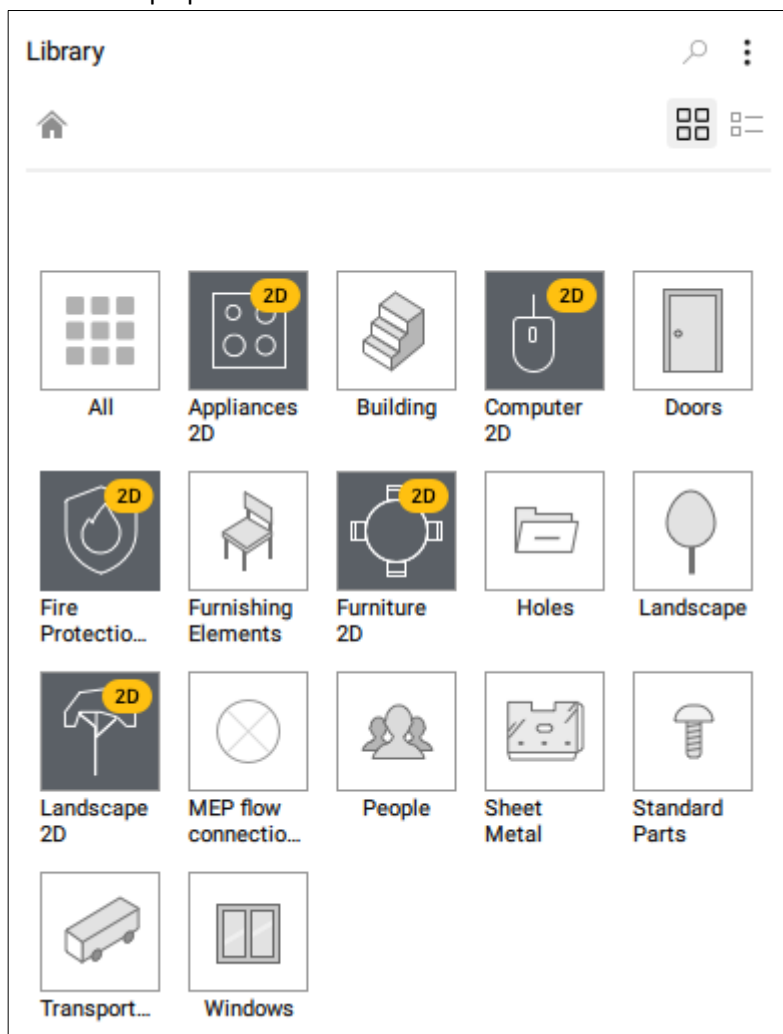 Library
2D
2D
All
Appliances
2D
Building
Computer
2D
Doors
2D
2D
Fire
Protectio...
Furnishing
Elements
Furniture
2D
Holes
Landscape
2D
Landscape
2D
MEP flow
connectio...
People
Sheet
Metal
Standard
Parts
Transport...
Windows